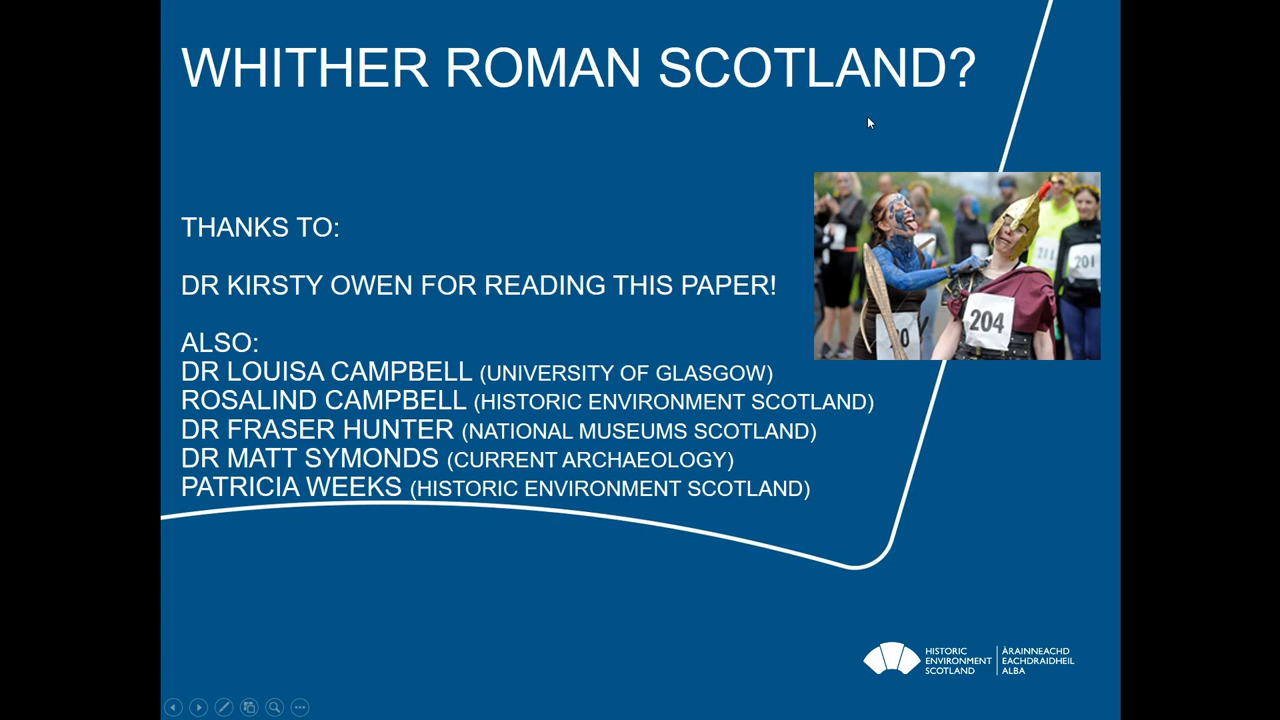 WHITHER ROMAN SCOTLAND?
THANKS TO:
DR KIRSTY OWEN FOR READING THIS PAPER!
ALSO:
DR LOUISA CAMPBELL (UNIVERSITY OF GLASGOW)
ROSALIND CAMPBELL (HISTORIC ENVIRONMENT SCOTLAND)
DR FRASER HUNTER (NATIONAL MUSEUMS SCOTLAND)
DR MATT SYMONDS (CURRENT ARCHAEOLOGY)
PATRICIA WEEKS (HISTORIC ENVIRONMENT SCOTLAND)
204
201
HISTORIC
ENVIRONMENT
SCOTLAND
ÀRAINNEACHD
EACHDRAIDHEIL
ALBA